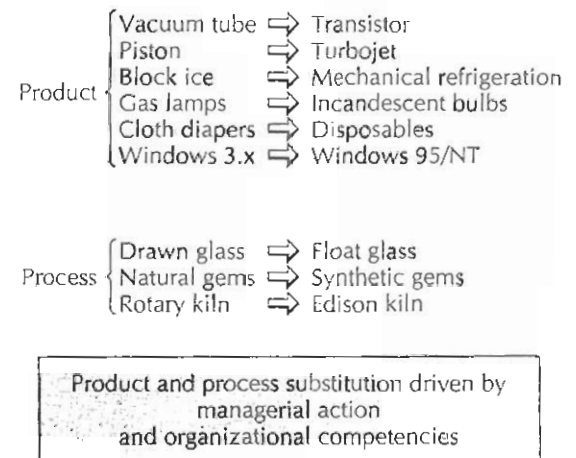 Vacuum tube ⇨ Transistor
Piston ⇨ Turbojet
Block ice ⇨ Mechanical refrigeration
Product
Gas lamps ⇨ Incandescent bulbs
Cloth diapers ⇨ Disposables
Windows 3.x ⇨ Windows 95/NT
Drawn glass ⇨ Float glass
Process Natural gems ⇨ Synthetic gems
Rotary kiln ⇨ Edison kiln
Product and process substitution driven by
managerial action
and organizational competencies